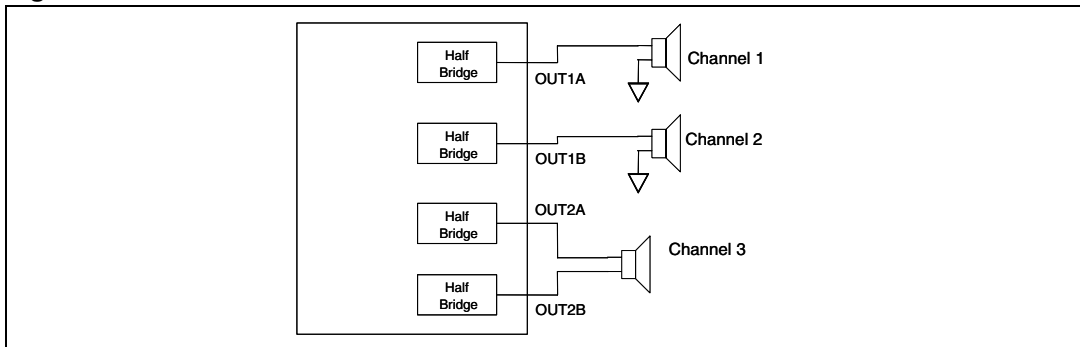 Half
Bridge
OUT1A
Channel 1
Half
Bridge
OUT1B
Channel 2
Half
Bridge
OUT2A
Channel 3
Half
Bridge
OUT2B